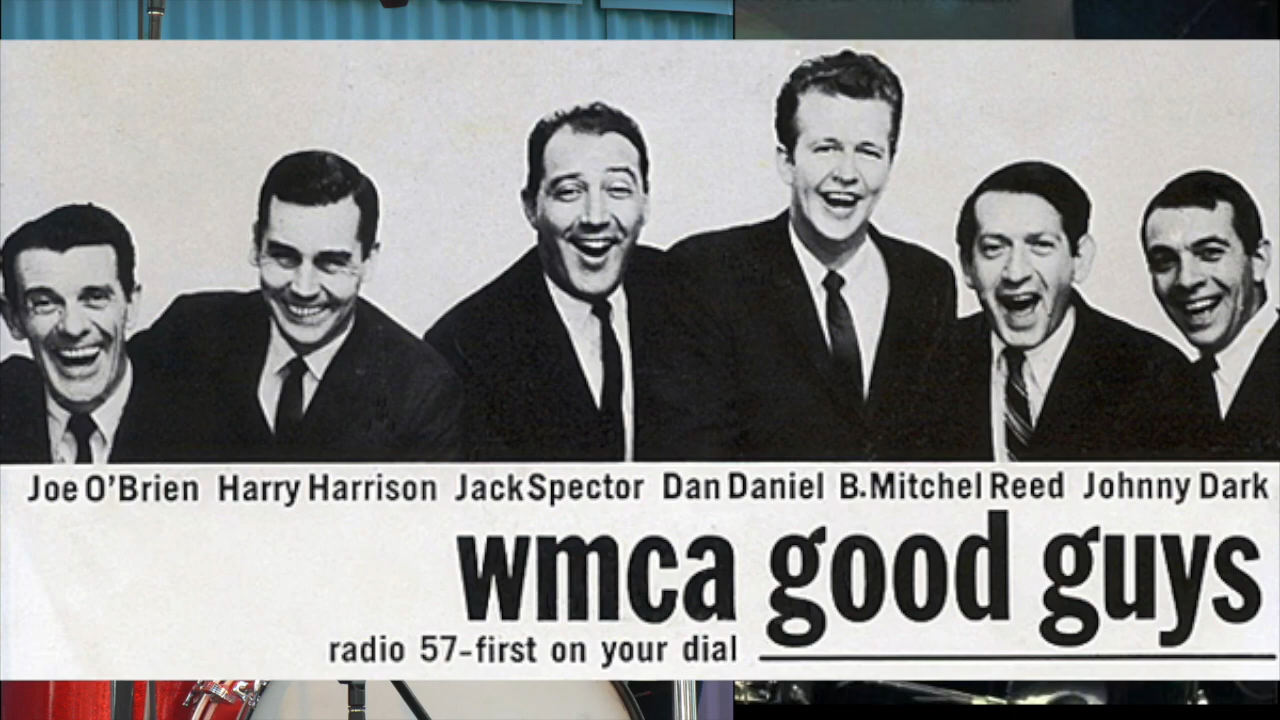 Joe O'Brien Harry Harrison Jack Spector Dan Daniel B.Mitchel Reed Johnny Dark
wmca good guys
radio 57-first on your dial